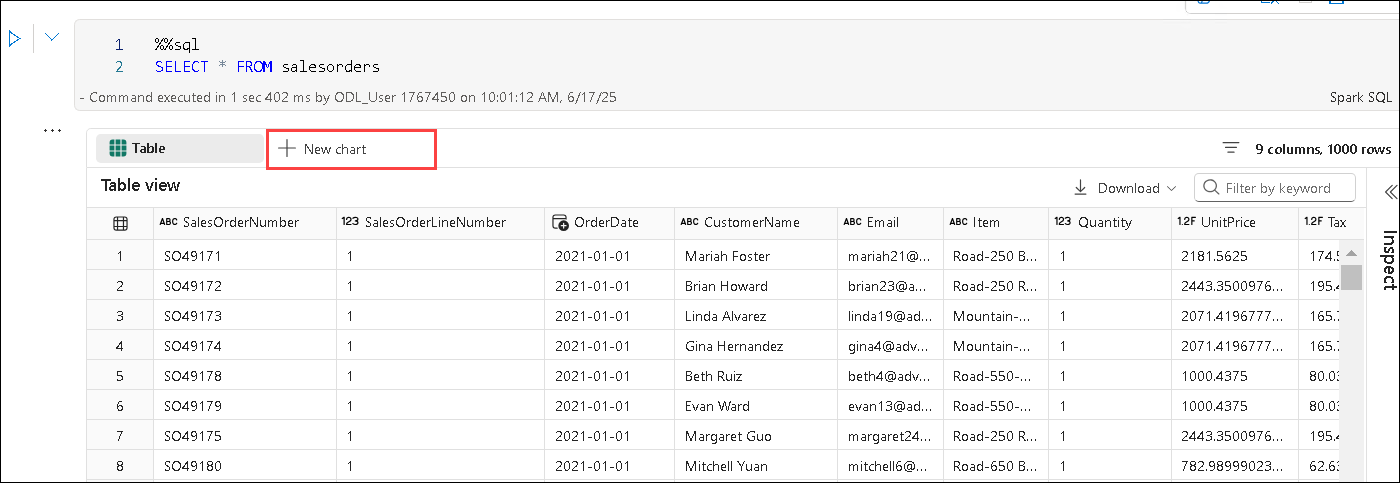 1 %%sql
2 SELECT * FROM salesorders
- Command executed in 1 sec 402 ms by ODL_User 1767450 on 10:01:12 AM, 6/17/25 Spark SQL
Table New chart 9 columns, 1000 rows
Table view Download Filter by keyword
ABC SalesOrderNumber 123 SalesOrderLineNumber OrderDate ABC CustomerName ABC Email ABC Item 123 Quantity 1.2F UnitPrice 1.2F Tax
1 SO49171 1 2021-01-01 Mariah Foster mariah21@... Road-250 B... 1 2181.5625 174.5
2 SO49172 1 2021-01-01 Brian Howard brian23@a... Road-250 R... 1 2443.3500976... 195.4
3 SO49173 1 2021-01-01 Linda Alvarez linda19@ad... Mountain-... 1 2071.4196777... 165.7
4 SO49174 1 2021-01-01 Gina Hernandez gina4@adv... Mountain-... 1 2071.4196777... 165.7
5 SO49178 1 2021-01-01 Beth Ruiz beth4@adv... Road-550-... 1 1000.4375 80.03
6 SO49179 1 2021-01-01 Evan Ward evan13@ad... Road-550-... 1 1000.4375 80.03
7 SO49175 1 2021-01-01 Margaret Guo margaret24... Road-250 R... 1 2443.3500976... 195.4
8 SO49180 1 2021-01-01 Mitchell Yuan mitchell6@... Road-650 B... 1 782.98999023... 62.63
Inspect